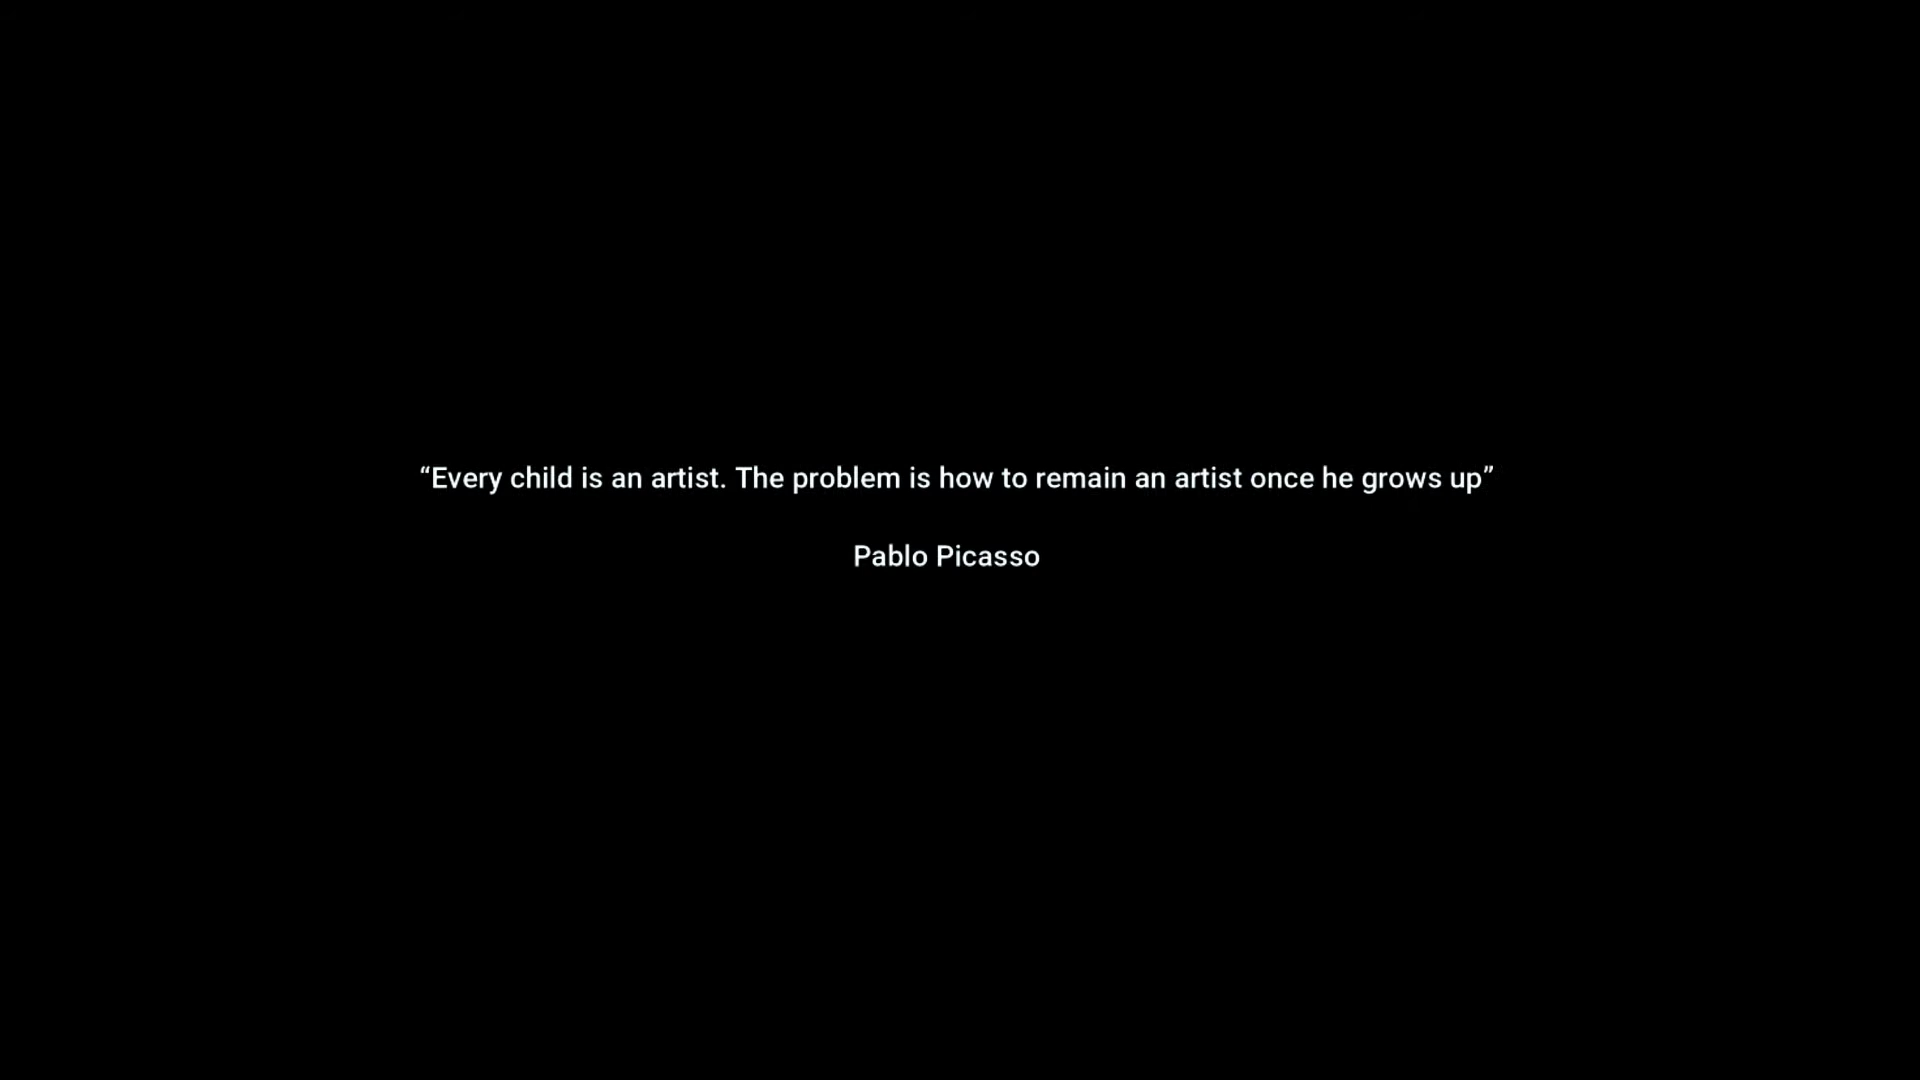 “Every child is an artist. The problem is how to remain an artist once he grows up”
Pablo Picasso